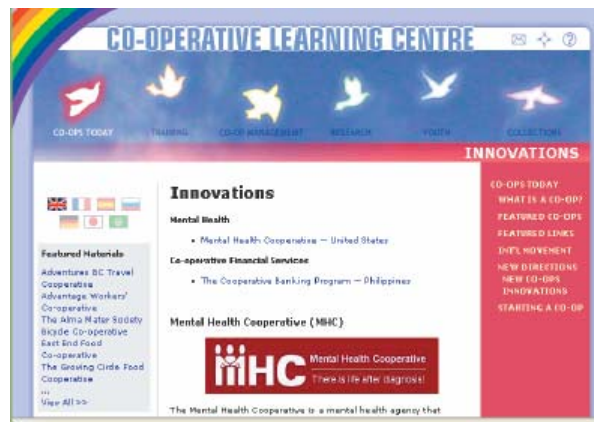 CO-OPERATIVE LEARNING CENTRE
CO-OPS TODAY TRAINING CO-OP MANAGEMENT RESEARCH YOUTH COLLECTIONS
INNOVATIONS
Featured Materials
Adventures BC Travel
Cooperative
Advantage Workers'
Co-operative
The Alma Mater Society
Bicycle Co-operative
East End Food
Co-operative
The Growing Circle Food
Cooperative
...
View All >>
Innovations
Mental Health
• Mental Health Cooperative — United States
Co-operative Financial Services
• The Cooperative Banking Program — Philippines
Mental Health Cooperative (MHC)
MHC Mental Health Cooperative
There is life after diagnosis!
The Mental Health Cooperative is a mental health agency that
CO-OPS TODAY
WHAT IS A CO-OP?
FEATURED CO-OPS
FEATURED LINKS
INT'L MOVEMENT
NEW DIRECTIONS
NEW CO-OPS
INNOVATIONS
STARTING A CO-OP